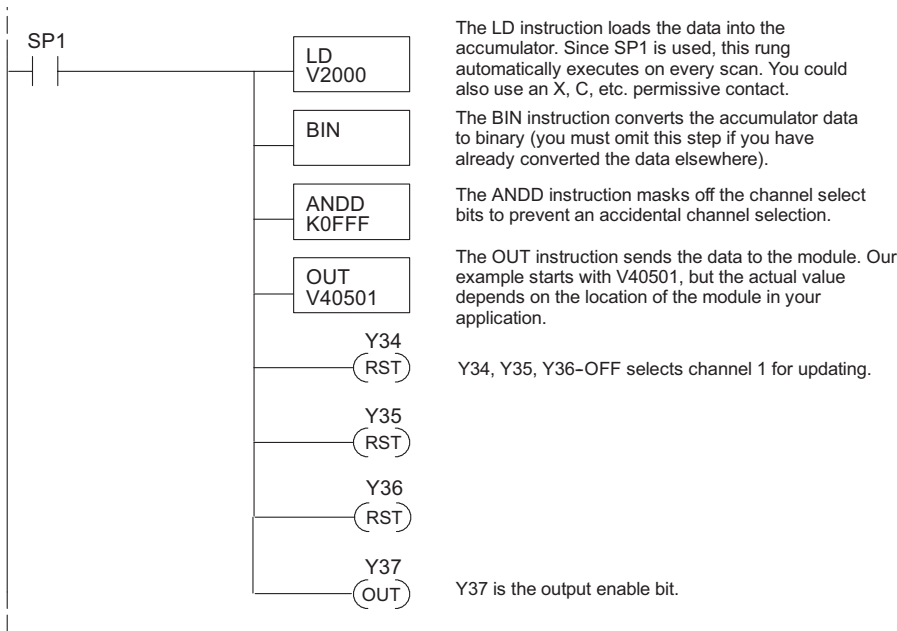 SP1
LD
V2000
The LD instruction loads the data into the
accumulator. Since SP1 is used, this rung
automatically executes on every scan. You could
also use an X, C, etc. permissive contact.
BIN
The BIN instruction converts the accumulator data
to binary (you must omit this step if you have
already converted the data elsewhere).
ANDD
K0FFF
The ANDD instruction masks off the channel select
bits to prevent an accidental channel selection.
OUT
V40501
The OUT instruction sends the data to the module. Our
example starts with V40501, but the actual value
depends on the location of the module in your
application.
Y34
RST
Y34, Y35, Y36-OFF selects channel 1 for updating.
Y35
RST
Y36
RST
Y37
OUT
Y37 is the output enable bit.